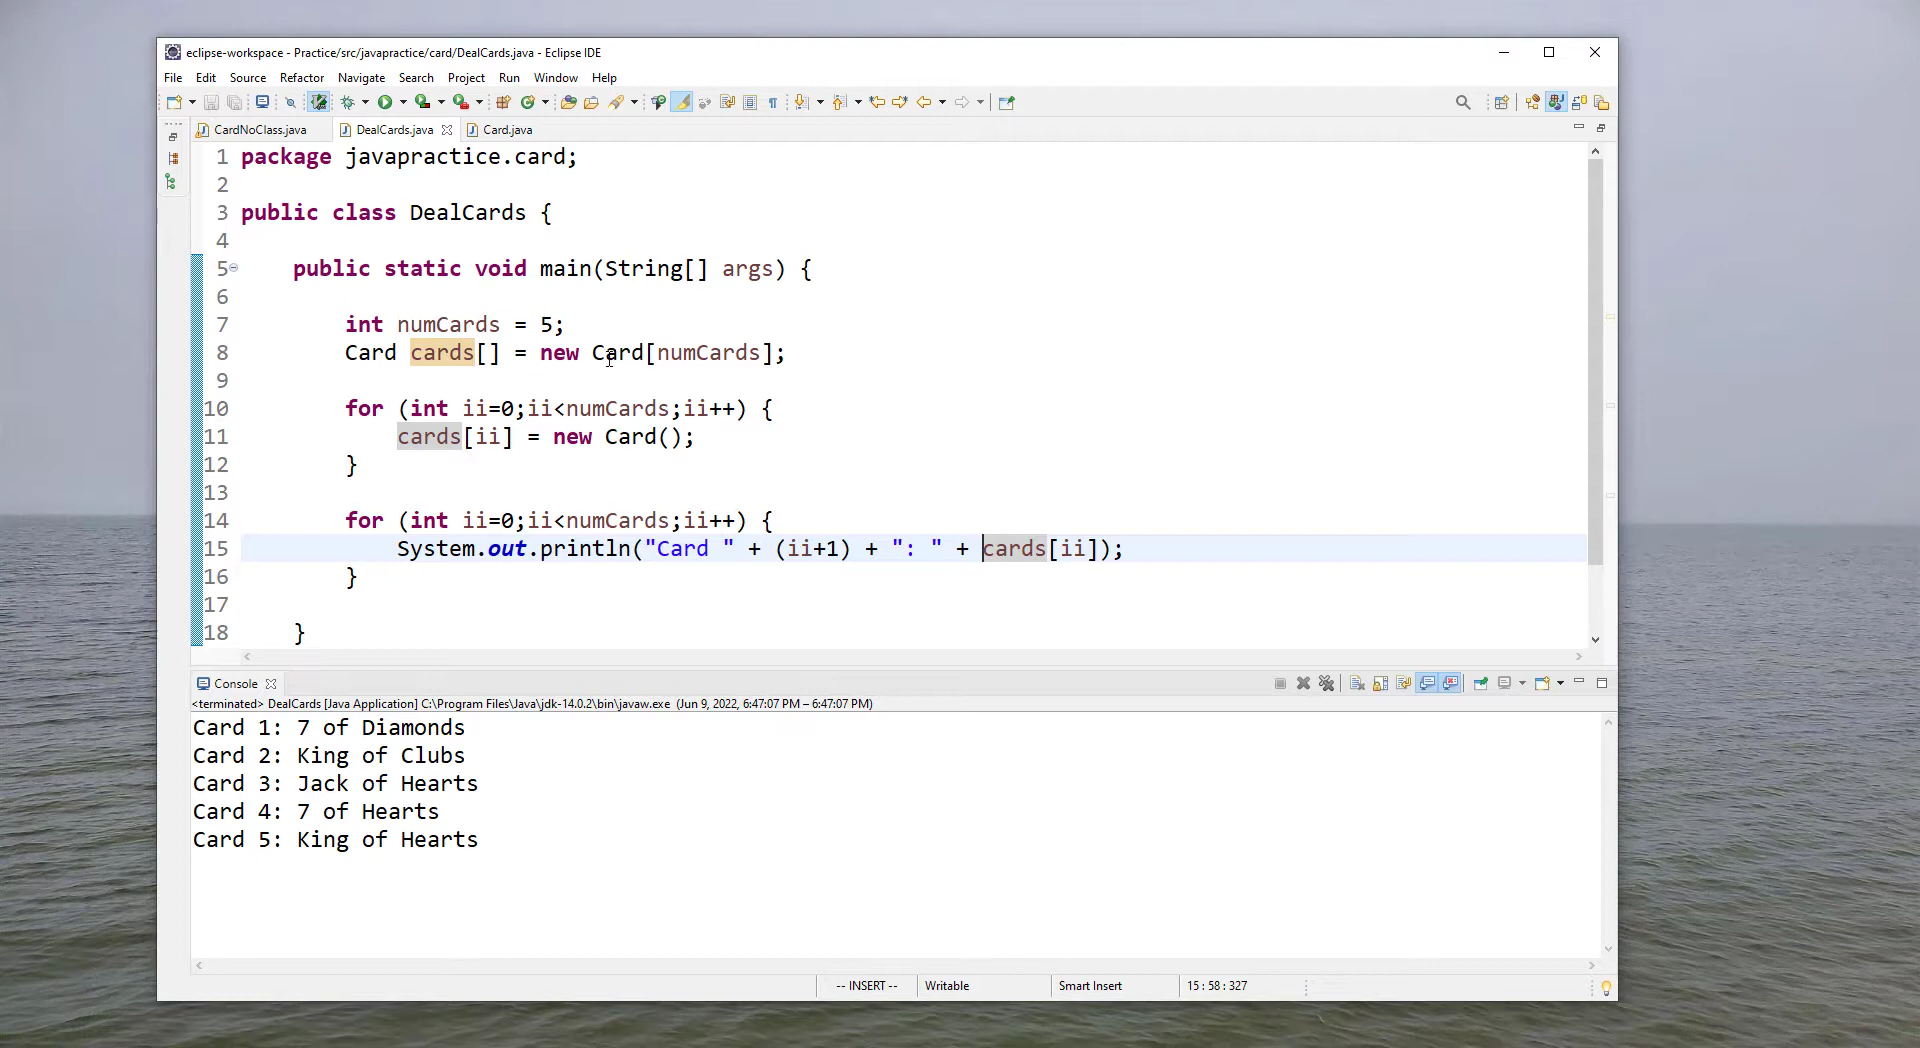 eclipse-workspace - Practice/src/javapractice/card/DealCards.java - Eclipse IDE
File Edit Source Refactor Navigate Search Project Run Window Help
CardNoClass.java DealCards.java Card.java
1 package javapractice.card;
2
3 public class DealCards {
4
5 public static void main(String[] args) {
6
7 int numCards = 5;
8 Card cards[] = new Card[numCards];
9
10 for (int ii=0;ii<numCards;ii++) {
11 cards[ii] = new Card();
12 }
13
14 for (int ii=0;ii<numCards;ii++) {
15 System.out.println("Card " + (ii+1) + ": " + cards[ii]);
16 }
17
18 }
Console
<terminated> DealCards [Java Application] C:\Program Files\Java\jdk-14.0.2\bin\javaw.exe (Jun 9, 2022, 6:47:07 PM – 6:47:07 PM)
Card 1: 7 of Diamonds
Card 2: King of Clubs
Card 3: Jack of Hearts
Card 4: 7 of Hearts
Card 5: King of Hearts
-- INSERT -- Writable Smart Insert 15 : 58 : 327